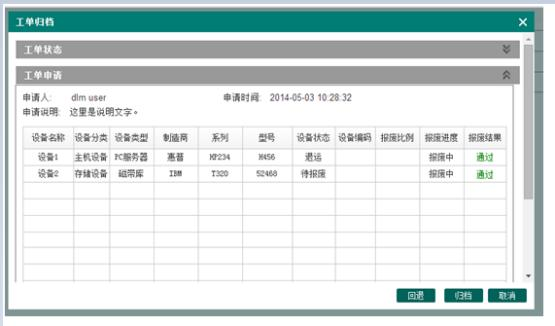 工单归档
工单状态
工单申请
申请人: dlm user 申请时间: 2014-05-03 10:28:32
申请说明: 这里是说明文字。
设备名称 设备分类 设备类型 制造商 系列 型号 设备状态 设备编码 报废比例 报废进度 报废结果
设备1 主机设备 PC服务器 惠普 HP234 H456 退运 报废中 通过
设备2 存储设备 磁带库 IBM T320 52468 待报废 报废中 通过
回退 归档 取消